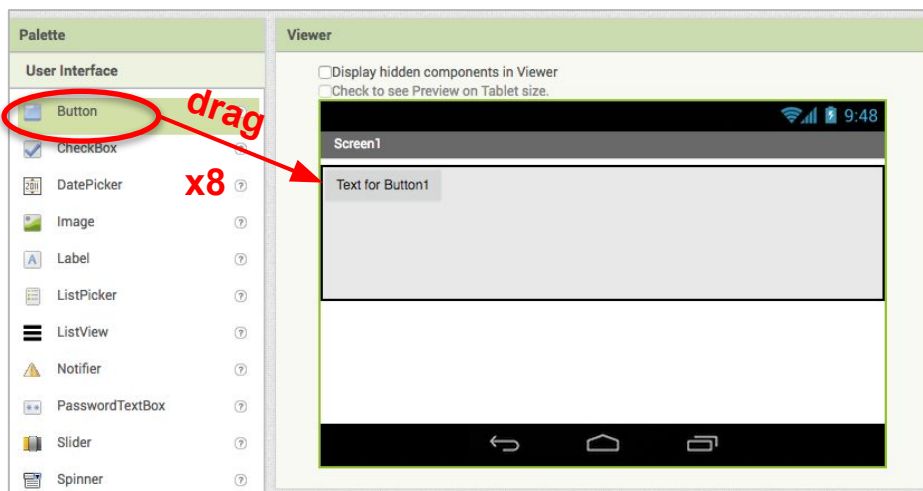 Palette
User Interface
Button
CheckBox
DatePicker
Image
Label
ListPicker
ListView
Notifier
PasswordTextBox
Slider
Spinner
drag
x8
Viewer
Display hidden components in Viewer
Check to see Preview on Tablet size.
9:48
Screen1
Text for Button1